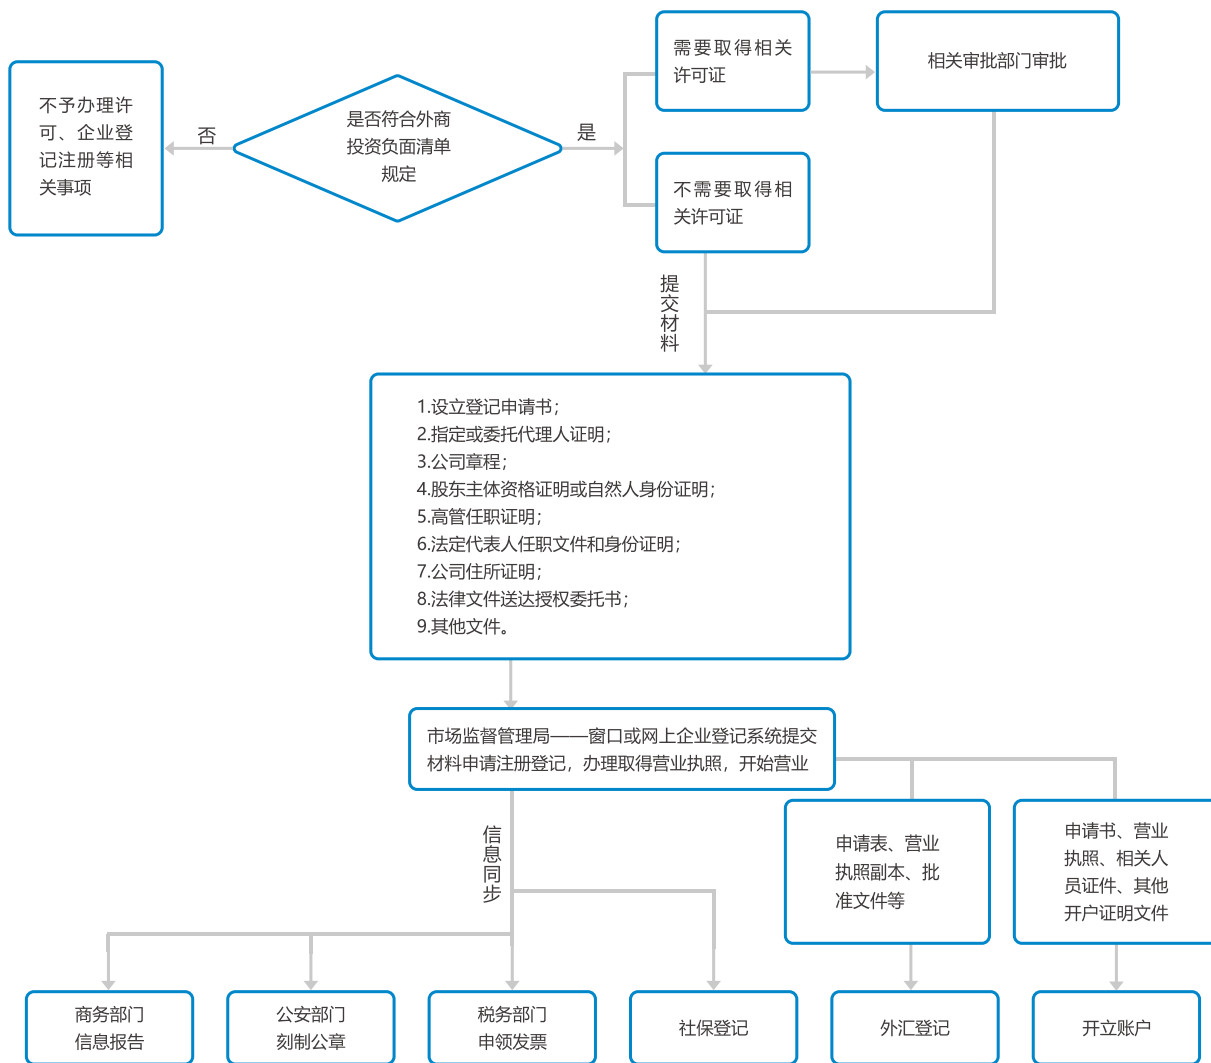 需要取得相关
许可证
相关审批部门审批
不予办理许
可、企业登
记注册等相
关事项
否
是否符合外商
投资负面清单
规定
是
不需要取得相
关许可证
提交材料
1.设立登记申请书；
2.指定或委托代理人证明；
3.公司章程；
4.股东主体资格证明或自然人身份证明；
5.高管任职证明；
6.法定代表人任职文件和身份证明；
7.公司住所证明；
8.法律文件送达授权委托书；
9.其他文件。
市场监督管理局——窗口或网上企业登记系统提交
材料申请注册登记，办理取得营业执照，开始营业
信息同步
申请表、营业
执照副本、批
准文件等
申请书、营业
执照、相关人
员证件、其他
开户证明文件
商务部门
信息报告
公安部门
刻制公章
税务部门
申领发票
社保登记
外汇登记
开立账户